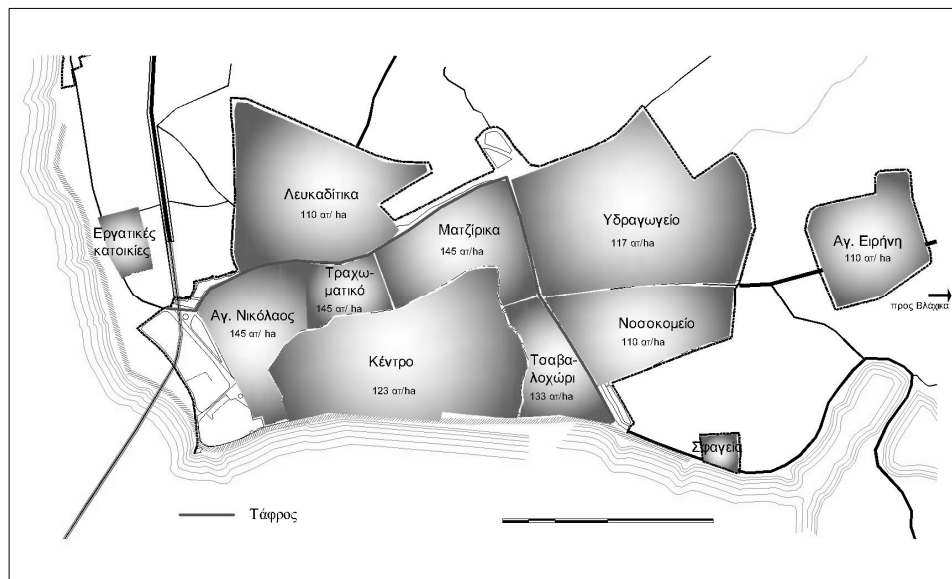 Λευκαδίτικα
110 ατ/ ha
Ματζίρικα
145 ατ/ha
Υδραγωγείο
117 ατ/ha
Εργατικές
κατοικίες
Αγ. Ειρήνη
110 ατ/ha
προς Βλάχικα
Τραχω-
ματικό
145 ατ/ ha
Αγ. Νικόλαος
145 ατ/ ha
Νοσοκομείο
110 ατ/ha
Κέντρο
123 ατ/ha
Τσαβα-
λοχώρι
133 ατ/ha
Σφαγεία
Τάφρος